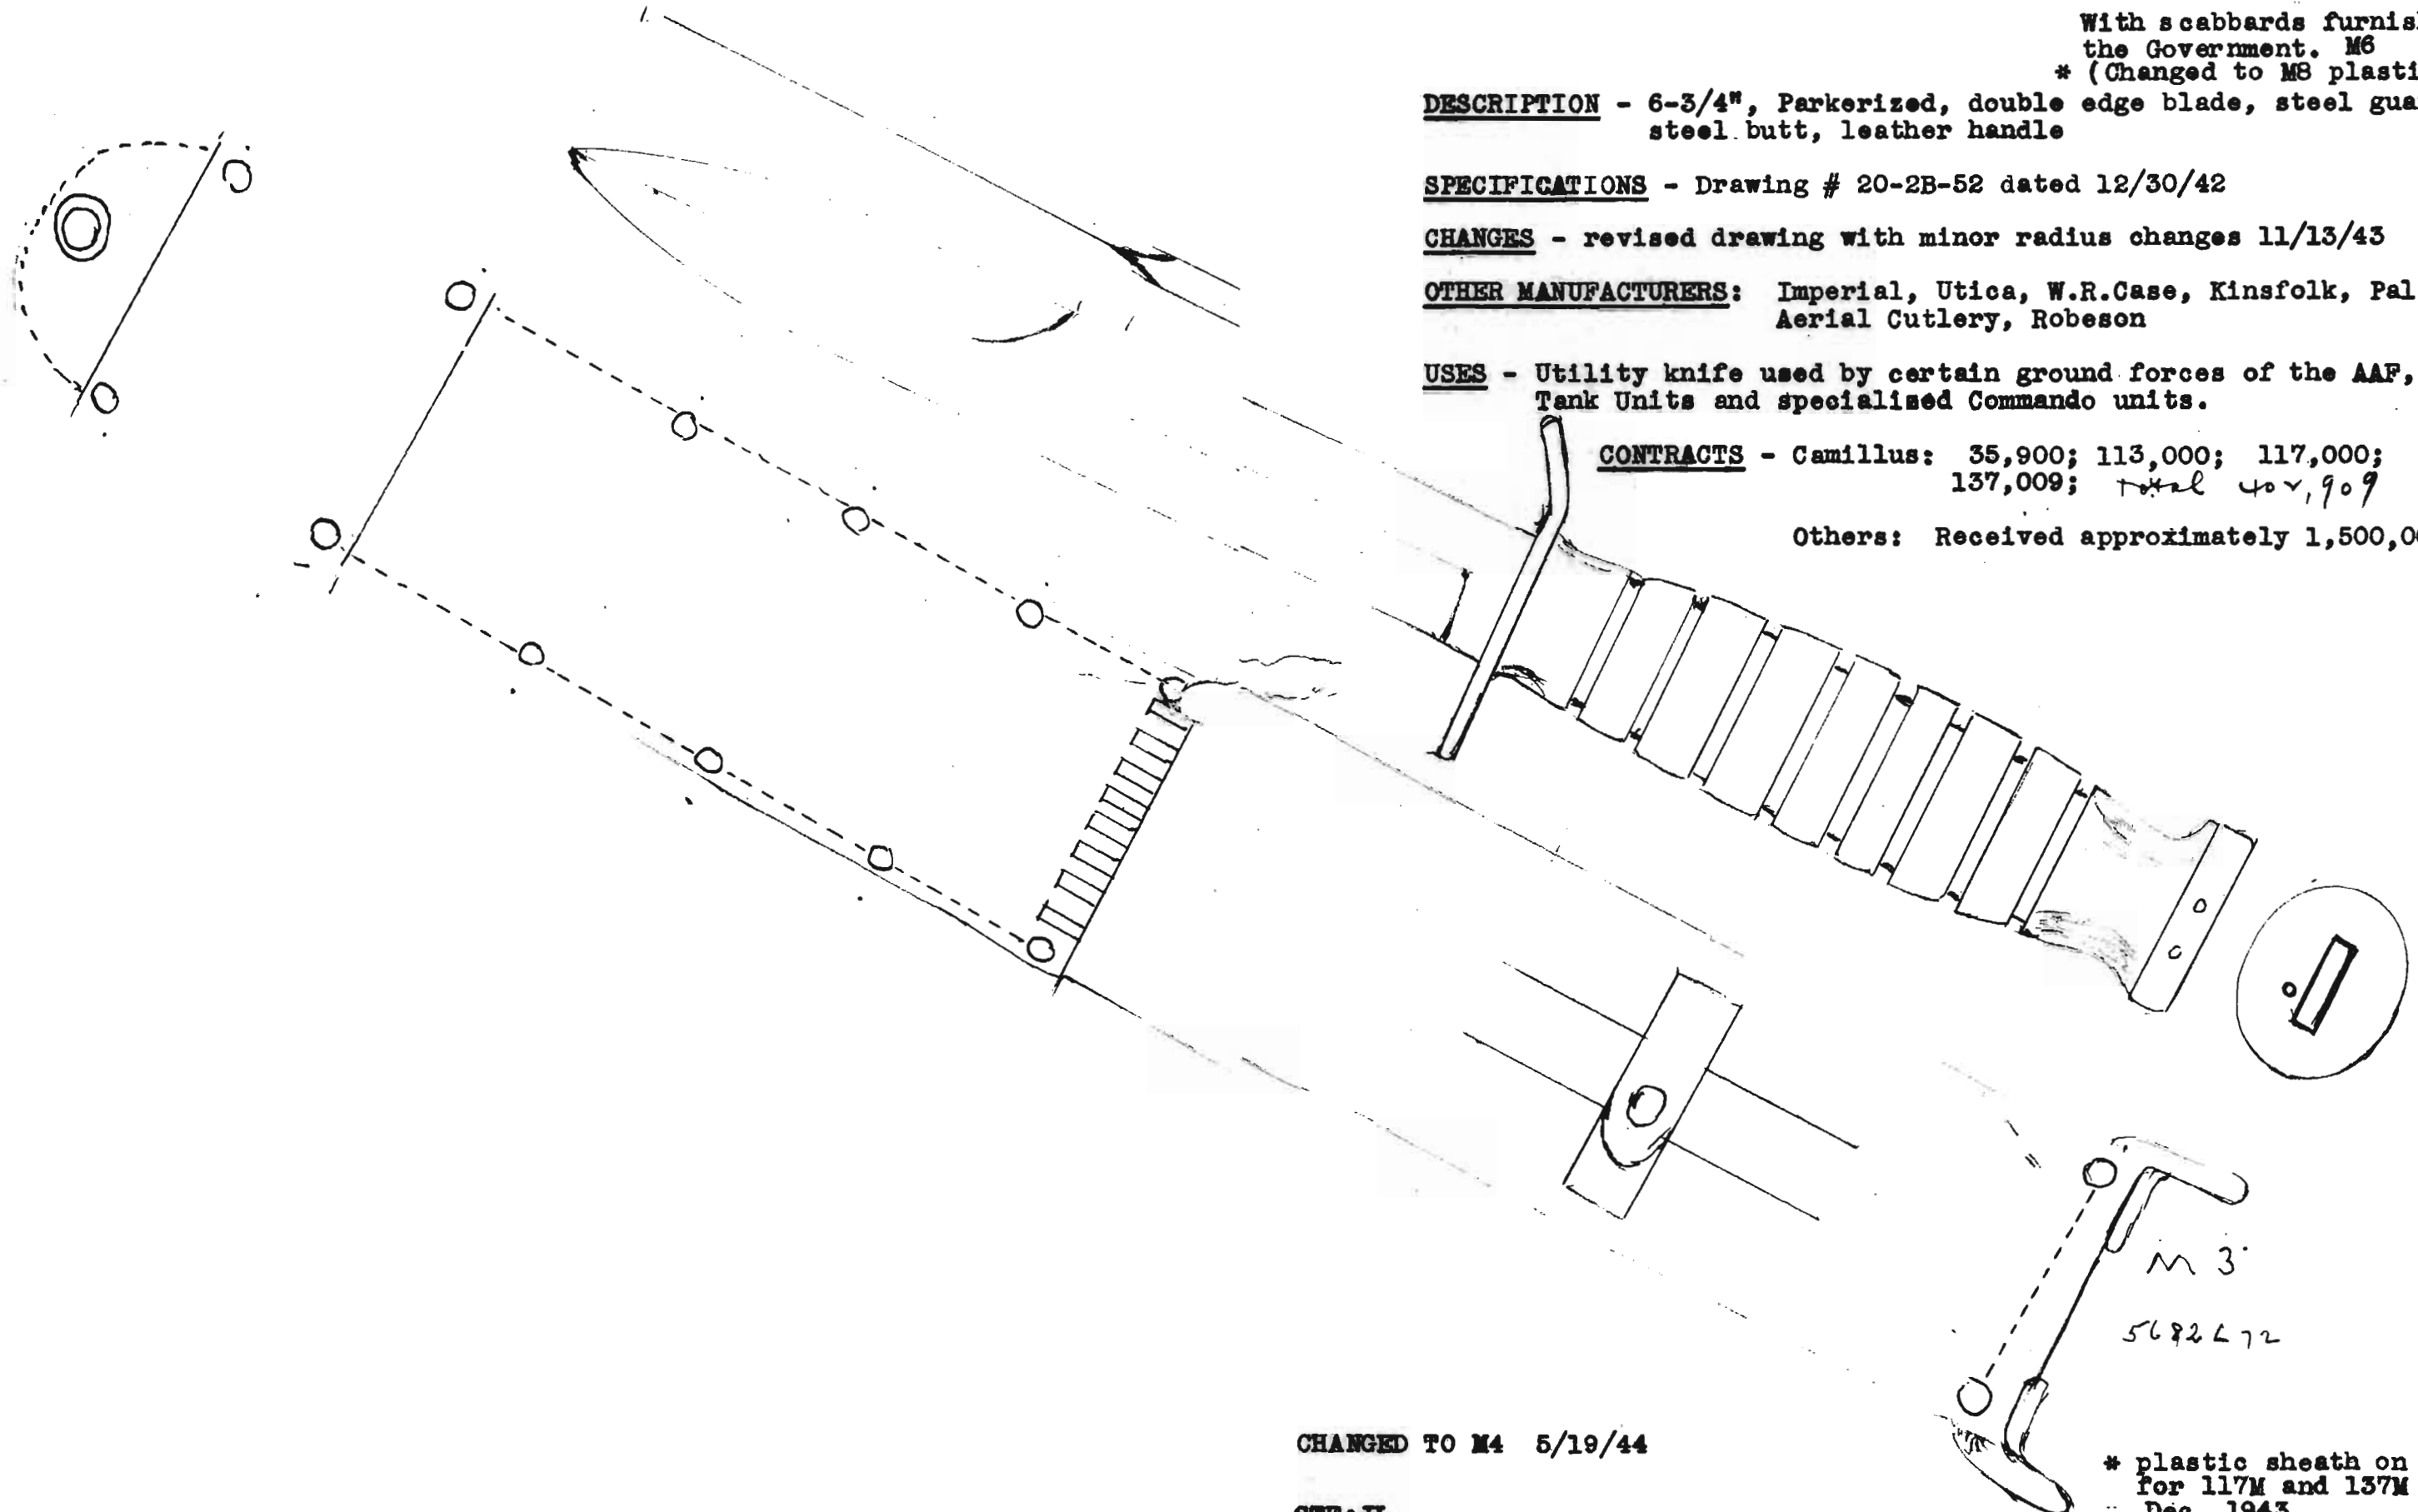 With scabbards furnis
the Government. M6
* (Changed to M8 plasti
DESCRIPTION - 6-3/4", Parkerized, double edge blade, steel gua
steel butt, leather handle
SPECIFICATIONS - Drawing # 20-2B-52 dated 12/30/42
CHANGES - revised drawing with minor radius changes 11/13/43
OTHER MANUFACTURERS: Imperial, Utica, W.R.Case, Kinsfolk, Pal
Aerial Cutlery, Robeson
USES - Utility knife used by certain ground forces of the AAF,
Tank Units and specialized Commando units.
CONTRACTS - Camillus: 35,900; 113,000; 117,000;
137,009; Total 402,909
Others: Received approximately 1,500,0
M 3
CHANGED TO M4 5/19/44
* plastic sheath on
for 117M and 137M
Dec. 1943